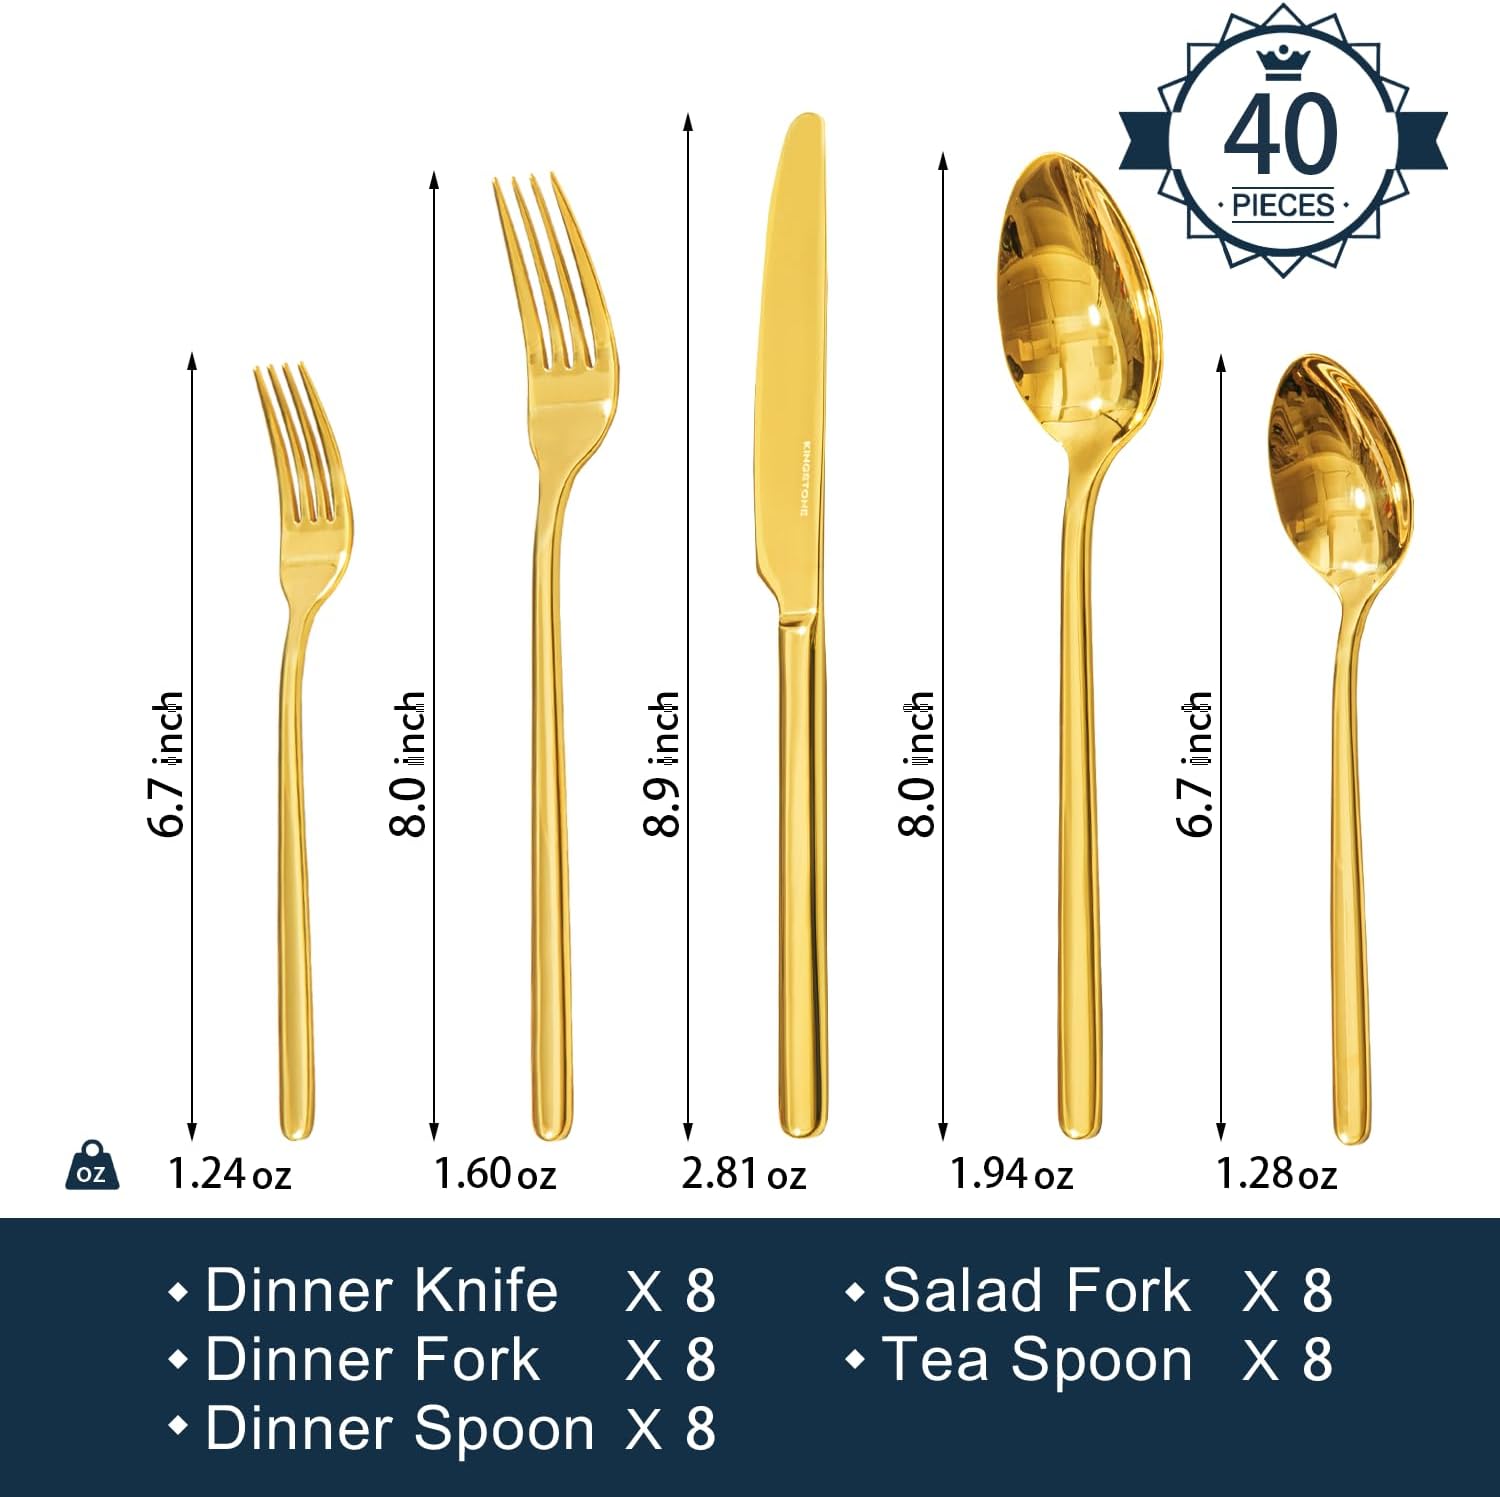 40
· PIECES ·
KINGSTONE
6.7 inch
8.0 inch
8.9 inch
8.0 inch
6.7 inch
OZ
1.24 oz
1.60 oz
2.81 oz
1.94 oz
1.28 oz
Dinner Knife X 8
Dinner Fork X 8
Dinner Spoon X 8
Salad Fork X 8
Tea Spoon X 8